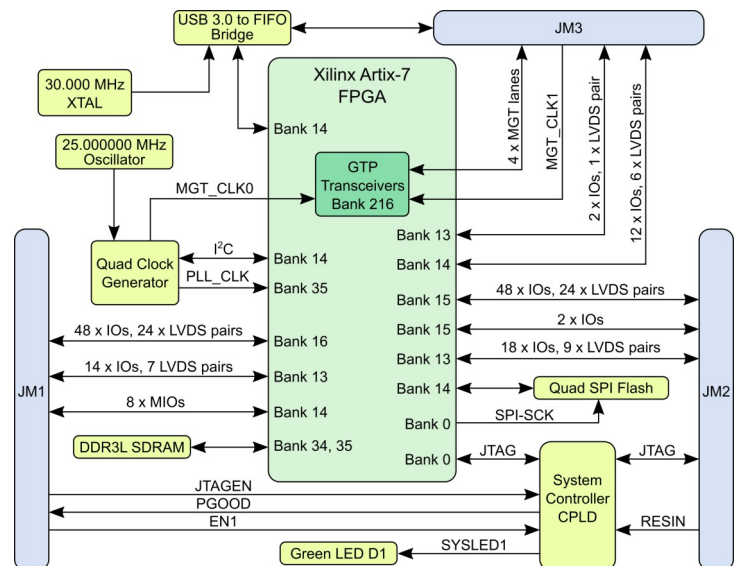 USB 3.0 to FIFO
Bridge
JM3
30.000 MHz
XTAL
Xilinx Artix-7
FPGA
Bank 14
25.000000 MHz
Oscillator
4 x MGT lanes
MGT_CLK1
2 x IOs, 1 x LVDS pair
12 x IOs, 6 x LVDS pairs
GTP
Transceivers
Bank 216
MGT_CLK0
Quad Clock
Generator
I²C
Bank 14
PLL_CLK
Bank 35
Bank 13
Bank 14
Bank 15
48 x IOs, 24 x LVDS pairs
Bank 15
2 x IOs
Bank 13
18 x IOs, 9 x LVDS pairs
Bank 14
Quad SPI Flash
Bank 0
SPI-SCK
Bank 0
JTAG
JTAG
JM1
48 x IOs, 24 x LVDS pairs
Bank 16
14 x IOs, 7 LVDS pairs
Bank 13
8 x MIOs
Bank 14
DDR3L SDRAM
Bank 34, 35
JM2
System
Controller
CPLD
JTAGEN
PGOOD
EN1
RESIN
Green LED D1
SYSLED1